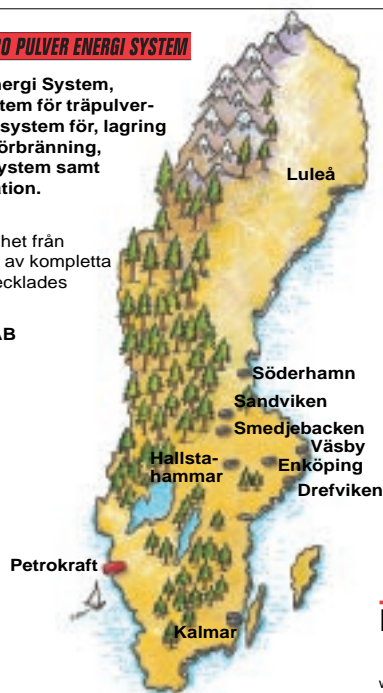 O PULVER ENERGI SYSTEM
nergi System,
tem för träpulver-
system för, lagring
örbränning,
ystem samt
ation.
het från
av kompletta
ecklades
AB
Luleå
Söderhamn
Sandviken
Smedjebacken
Väsby
Hallsta-
hammar
Enköping
Drefviken
Petrokraft
Kalmar